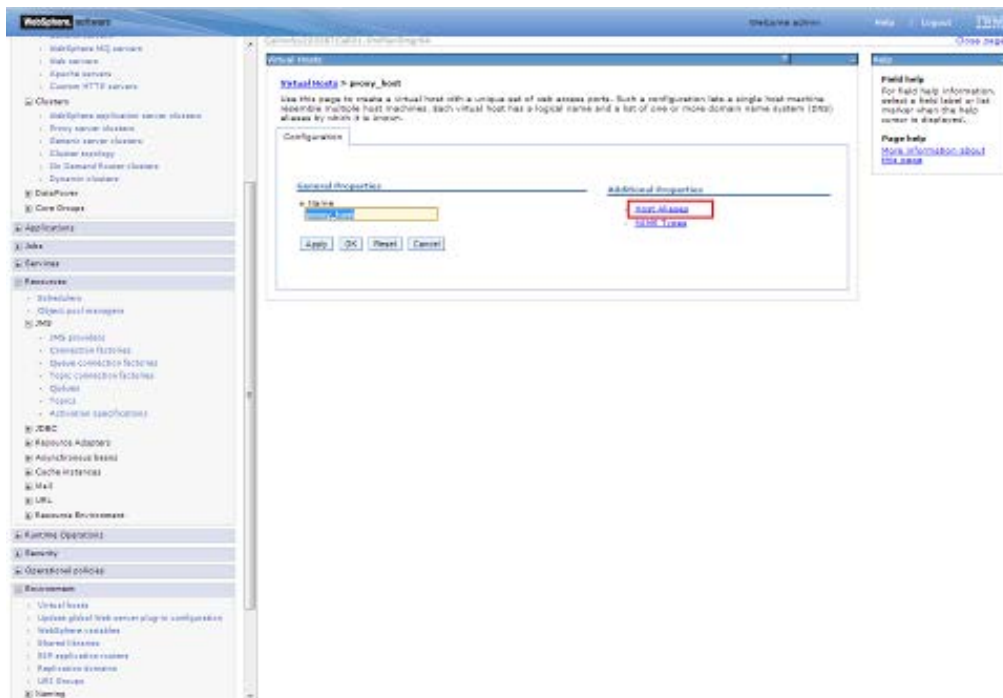 WebSphere. software
Welcome admin
Help
Logout
IBM
Close page
WebSphere MQ servers
Web servers
Apache servers
Custom HTTP servers
Clusters
WebSphere application server clusters
Proxy server clusters
Generic server clusters
Cluster topology
On Demand Router clusters
Dynamic clusters
DataPower
Core Groups
Applications
Jobs
Services
Resources
Schedulers
Object pool managers
JMS
JMS providers
Connection factories
Queue connection factories
Topic connection factories
Queues
Topics
Activation specifications
JDBC
Resource Adapters
Asynchronous beans
Cache instances
Mail
URL
Resource Environment
Runtime Operations
Security
Operational policies
Environment
Virtual hosts
Update global Web server plug-in configuration
WebSphere variables
Shared libraries
SIP application routers
Replication domains
URI Groups
Naming
Virtual Hosts
Virtual Hosts > proxy_host
Use this page to create a virtual host with a unique set of web access ports. Such a configuration lets a single host machine
resemble multiple host machines. Each virtual host has a logical name and a list of one or more domain name system (DNS)
aliases by which it is known.
Configuration
General Properties
Name
proxy_host
Apply OK Reset Cancel
Additional Properties
Host Aliases
MIME Types
Help
Field help
For field help information,
select a field label or list
marker when the help
cursor is displayed.
Page help
More information about
this page